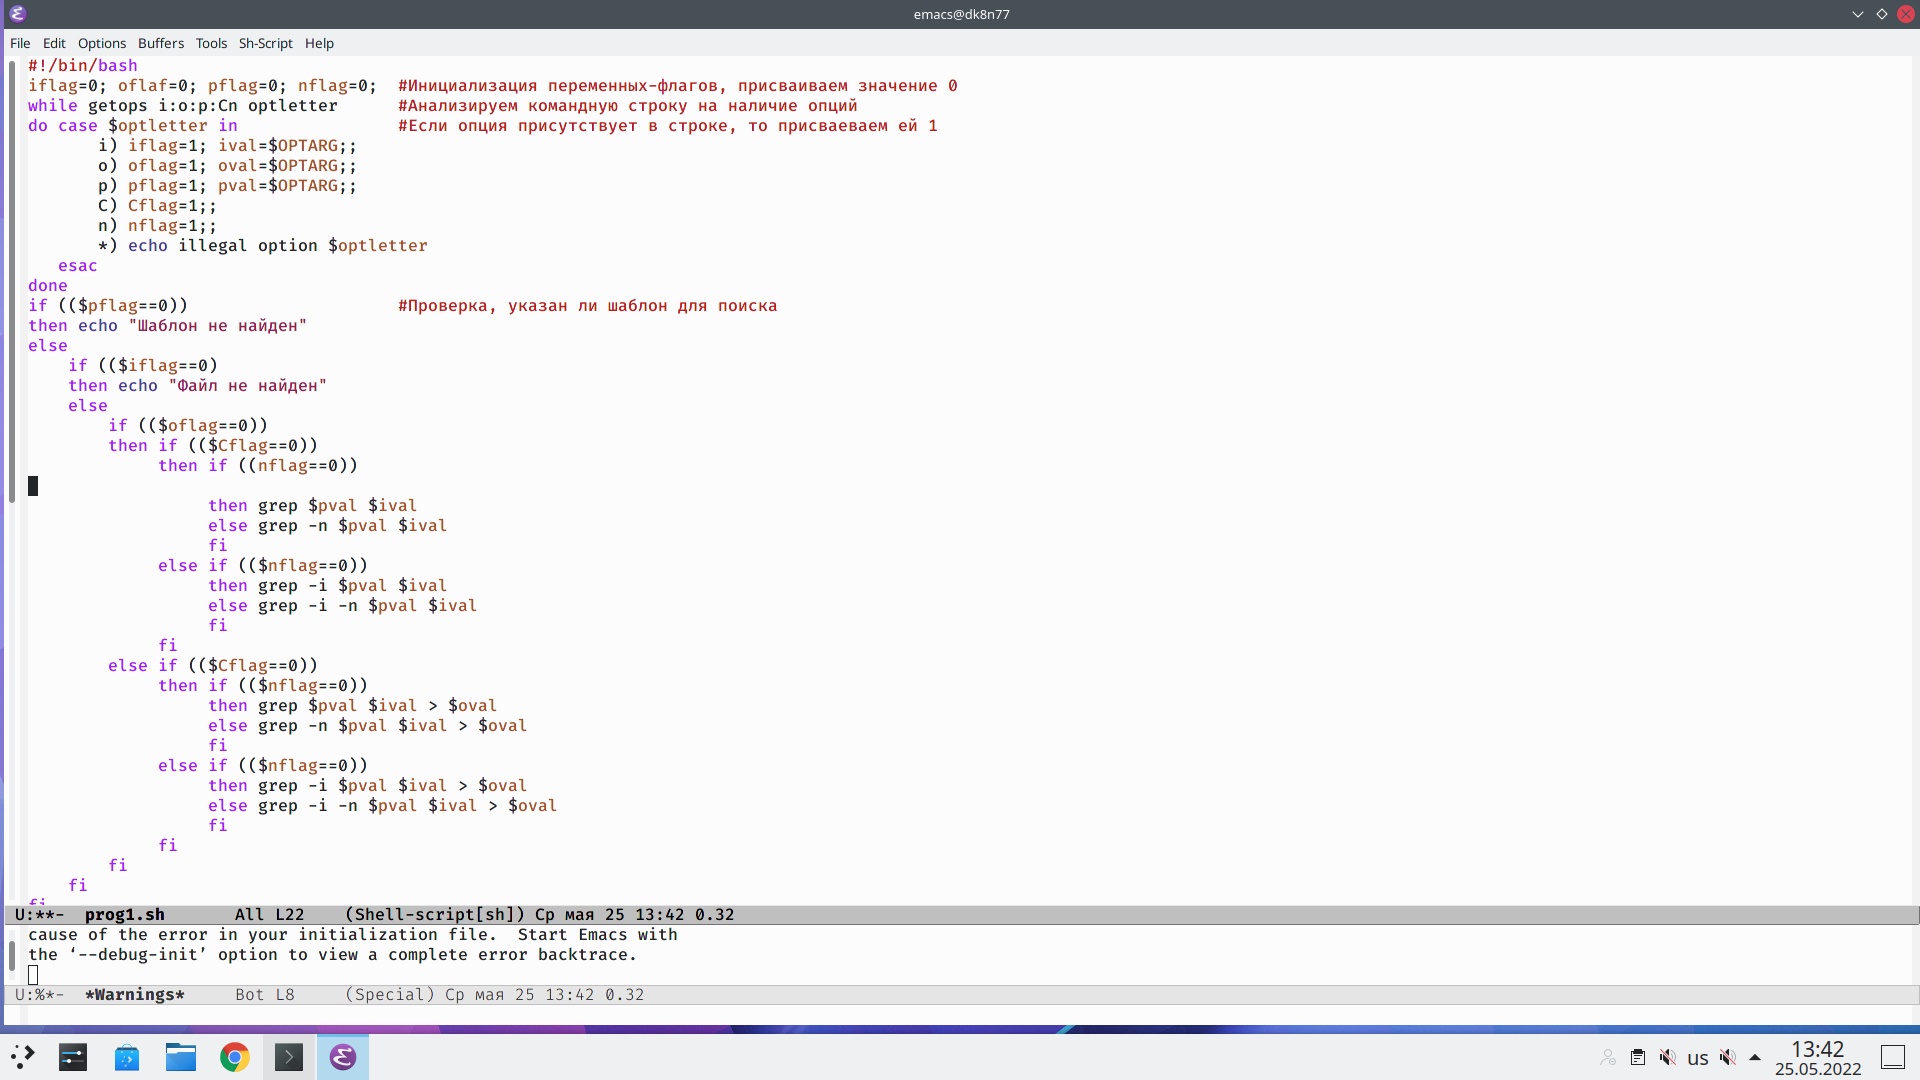 emacs@dk8n77
File Edit Options Buffers Tools Sh-Script Help
#!/bin/bash
iflag=0; oflaf=0; pflag=0; nflag=0;  #Инициализация переменных-флагов, присваиваем значение 0
while getops i:o:p:Cn optletter      #Анализируем командную строку на наличие опций
do case $optletter in                #Если опция присутствует в строке, то присваеваем ей 1
       i) iflag=1; ival=$OPTARG;;
       o) oflag=1; oval=$OPTARG;;
       p) pflag=1; pval=$OPTARG;;
       C) Cflag=1;;
       n) nflag=1;;
       *) echo illegal option $optletter
   esac
done
if (($pflag==0))                     #Проверка, указан ли шаблон для поиска
then echo "Шаблон не найден"
else
    if (($iflag==0)
    then echo "Файл не найден"
    else
        if (($oflag==0))
        then if (($Cflag==0))
             then if ((nflag==0))
                  then grep $pval $ival
                  else grep -n $pval $ival
                  fi
             else if (($nflag==0))
                  then grep -i $pval $ival
                  else grep -i -n $pval $ival
                  fi
             fi
        else if (($Cflag==0))
             then if (($nflag==0))
                  then grep $pval $ival > $oval
                  else grep -n $pval $ival > $oval
                  fi
             else if (($nflag==0))
                  then grep -i $pval $ival > $oval
                  else grep -i -n $pval $ival > $oval
                  fi
             fi
        fi
    fi
fi
U:**-  prog1.sh       All L22    (Shell-script[sh]) Ср мая 25 13:42 0.32
cause of the error in your initialization file.  Start Emacs with
the ‘--debug-init’ option to view a complete error backtrace.
U:%*-  *Warnings*     Bot L8     (Special) Ср мая 25 13:42 0.32
us
13:42
25.05.2022